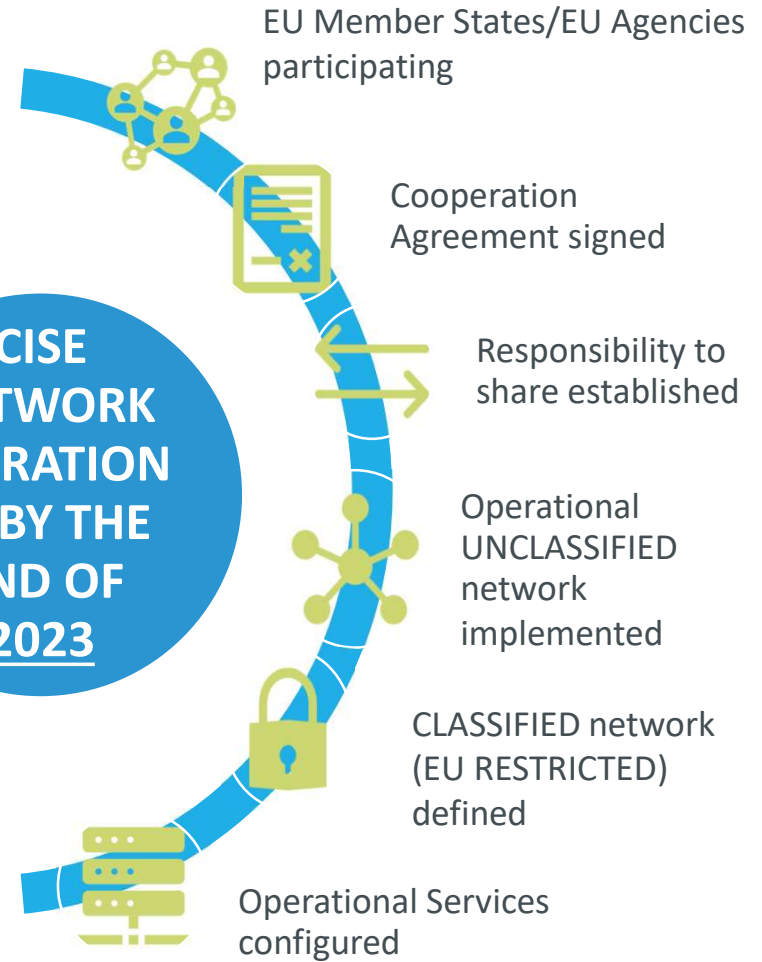 EU Member States/EU Agencies
participating
Cooperation
Agreement signed
CISE
TWORK
RATION
BY THE
ND OF
2023
Responsibility to
share established
Operational
UNCLASSIFIED
network
implemented
CLASSIFIED network
(EU RESTRICTED)
defined
Operational Services
configured